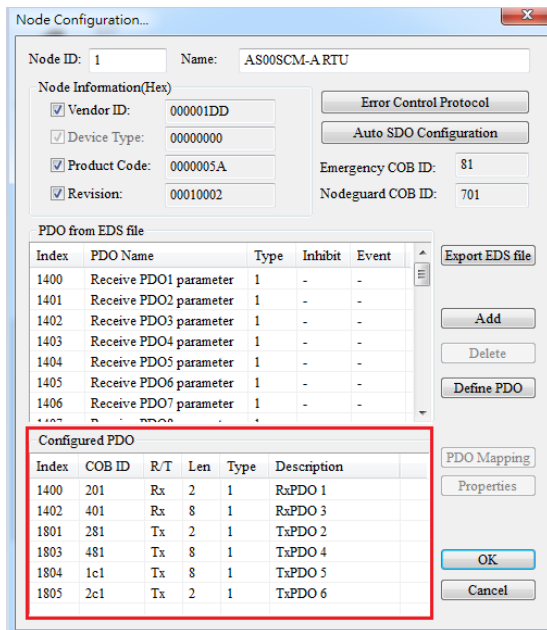 Node Configuration...
x
Node ID: 1 Name: AS00SCM-A RTU
Node Information(Hex)
Vendor ID: 000001DD
Device Type: 00000000
Product Code: 0000005A
Revision: 00010002
Error Control Protocol
Auto SDO Configuration
Emergency COB ID: 81
Nodeguard COB ID: 701
PDO from EDS file
Index PDO Name Type Inhibit Event
1400 Receive PDO1 parameter 1 - -
1401 Receive PDO2 parameter 1 - -
1402 Receive PDO3 parameter 1 - -
1403 Receive PDO4 parameter 1 - -
1404 Receive PDO5 parameter 1 - -
1405 Receive PDO6 parameter 1 - -
1406 Receive PDO7 parameter 1 - -
Export EDS file
Add
Delete
Define PDO
Configured PDO
Index COB ID R/T Len Type Description
1400 201 Rx 2 1 RxPDO 1
1402 401 Rx 8 1 RxPDO 3
1801 281 Tx 2 1 TxPDO 2
1803 481 Tx 8 1 TxPDO 4
1804 1c1 Tx 8 1 TxPDO 5
1805 2c1 Tx 2 1 TxPDO 6
PDO Mapping
Properties
OK
Cancel